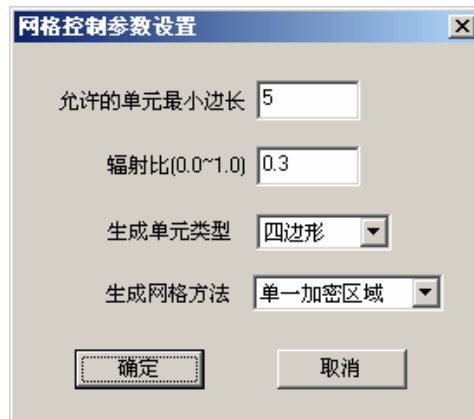 网格控制参数设置
允许的单元最小边长 5
辐射比(0.0~1.0) 0.3
生成单元类型 四边形
生成网格方法 单一加密区域
确定 取消